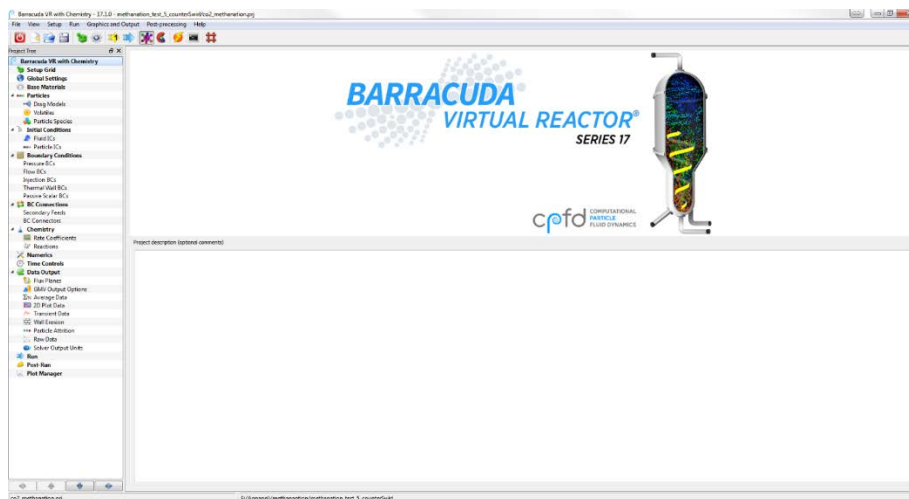 Barracuda VR with Chemistry - 17.1.0 - methanation_test_5_counterSwirl/co2_methanation.prj
File View Setup Run Graphics and Output Post-processing Help
Project Tree
Barracuda VR with Chemistry
Setup Grid
Global Settings
Base Materials
Particles
Drag Models
Volatiles
Particle Species
Initial Conditions
Fluid ICs
Particle ICs
Boundary Conditions
Pressure BCs
Flow BCs
Injection BCs
Thermal Wall BCs
Passive Scalar BCs
BC Connections
Secondary Feeds
BC Connectors
Chemistry
Rate Coefficients
Reactions
Numerics
Time Controls
Data Output
Flux Planes
GMV Output Options
Average Data
2D Plot Data
Transient Data
Wall Erosion
Particle Attrition
Raw Data
Solver Output Units
Run
Post-Run
Plot Manager
BARRACUDA
VIRTUAL REACTOR®
SERIES 17
cpfd COMPUTATIONAL
PARTICLE
FLUID DYNAMICS
Project description (optional comments)
co2_methanation.prj